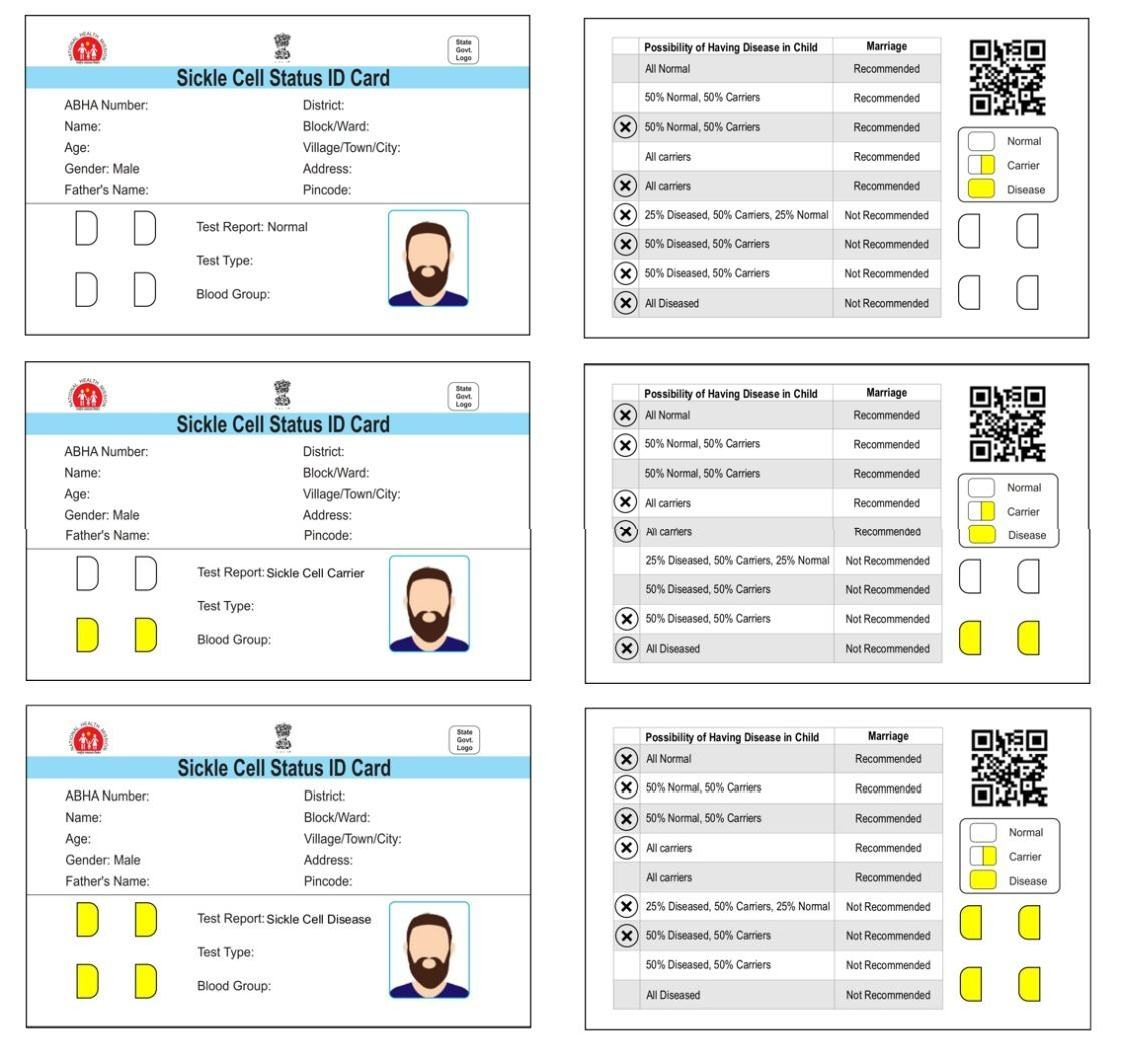 NATIONAL HEALTH MISSION
State
Govt.
Logo
Sickle Cell Status ID Card
ABHA Number: District:
Name: Block/Ward:
Age: Village/Town/City:
Gender: Male Address:
Father's Name: Pincode:
Test Report: Normal
Test Type:
Blood Group:
Possibility of Having Disease in Child Marriage
All Normal Recommended
50% Normal, 50% Carriers Recommended
50% Normal, 50% Carriers Recommended
All carriers Recommended
All carriers Recommended
25% Diseased, 50% Carriers, 25% Normal Not Recommended
50% Diseased, 50% Carriers Not Recommended
50% Diseased, 50% Carriers Not Recommended
All Diseased Not Recommended
Normal
Carrier
Disease
NATIONAL HEALTH MISSION
State
Govt.
Logo
Sickle Cell Status ID Card
ABHA Number: District:
Name: Block/Ward:
Age: Village/Town/City:
Gender: Male Address:
Father's Name: Pincode:
Test Report: Sickle Cell Carrier
Test Type:
Blood Group:
Possibility of Having Disease in Child Marriage
All Normal Recommended
50% Normal, 50% Carriers Recommended
50% Normal, 50% Carriers Recommended
All carriers Recommended
All carriers Recommended
25% Diseased, 50% Carriers, 25% Normal Not Recommended
50% Diseased, 50% Carriers Not Recommended
50% Diseased, 50% Carriers Not Recommended
All Diseased Not Recommended
Normal
Carrier
Disease
NATIONAL HEALTH MISSION
State
Govt.
Logo
Sickle Cell Status ID Card
ABHA Number: District:
Name: Block/Ward:
Age: Village/Town/City:
Gender: Male Address:
Father's Name: Pincode:
Test Report: Sickle Cell Disease
Test Type:
Blood Group:
Possibility of Having Disease in Child Marriage
All Normal Recommended
50% Normal, 50% Carriers Recommended
50% Normal, 50% Carriers Recommended
All carriers Recommended
All carriers Recommended
25% Diseased, 50% Carriers, 25% Normal Not Recommended
50% Diseased, 50% Carriers Not Recommended
50% Diseased, 50% Carriers Not Recommended
All Diseased Not Recommended
Normal
Carrier
Disease